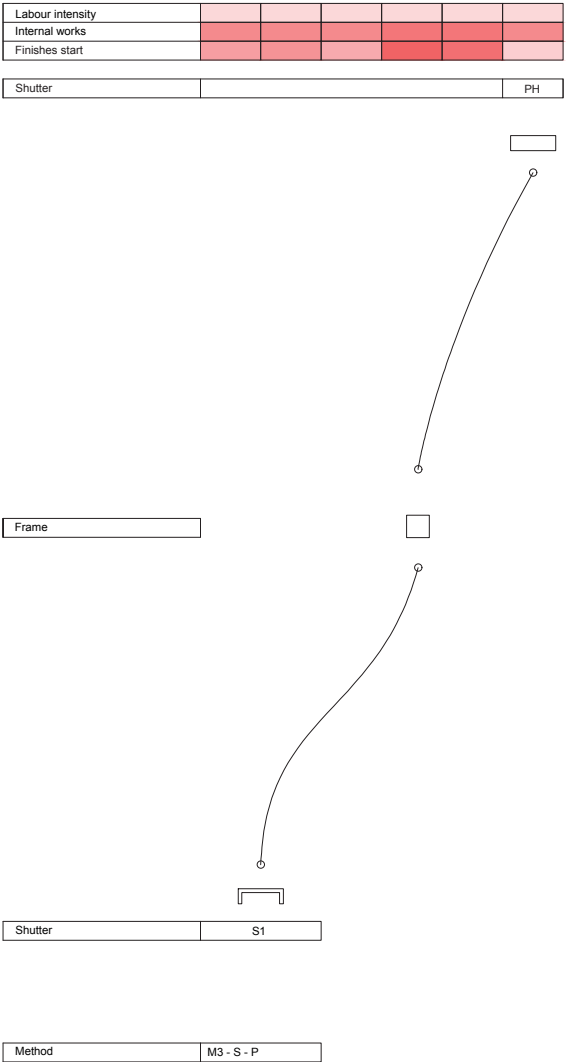 Labour intensity
Internal works
Finishes start
Shutter PH
Frame
Shutter S1
Method M3 - S - P